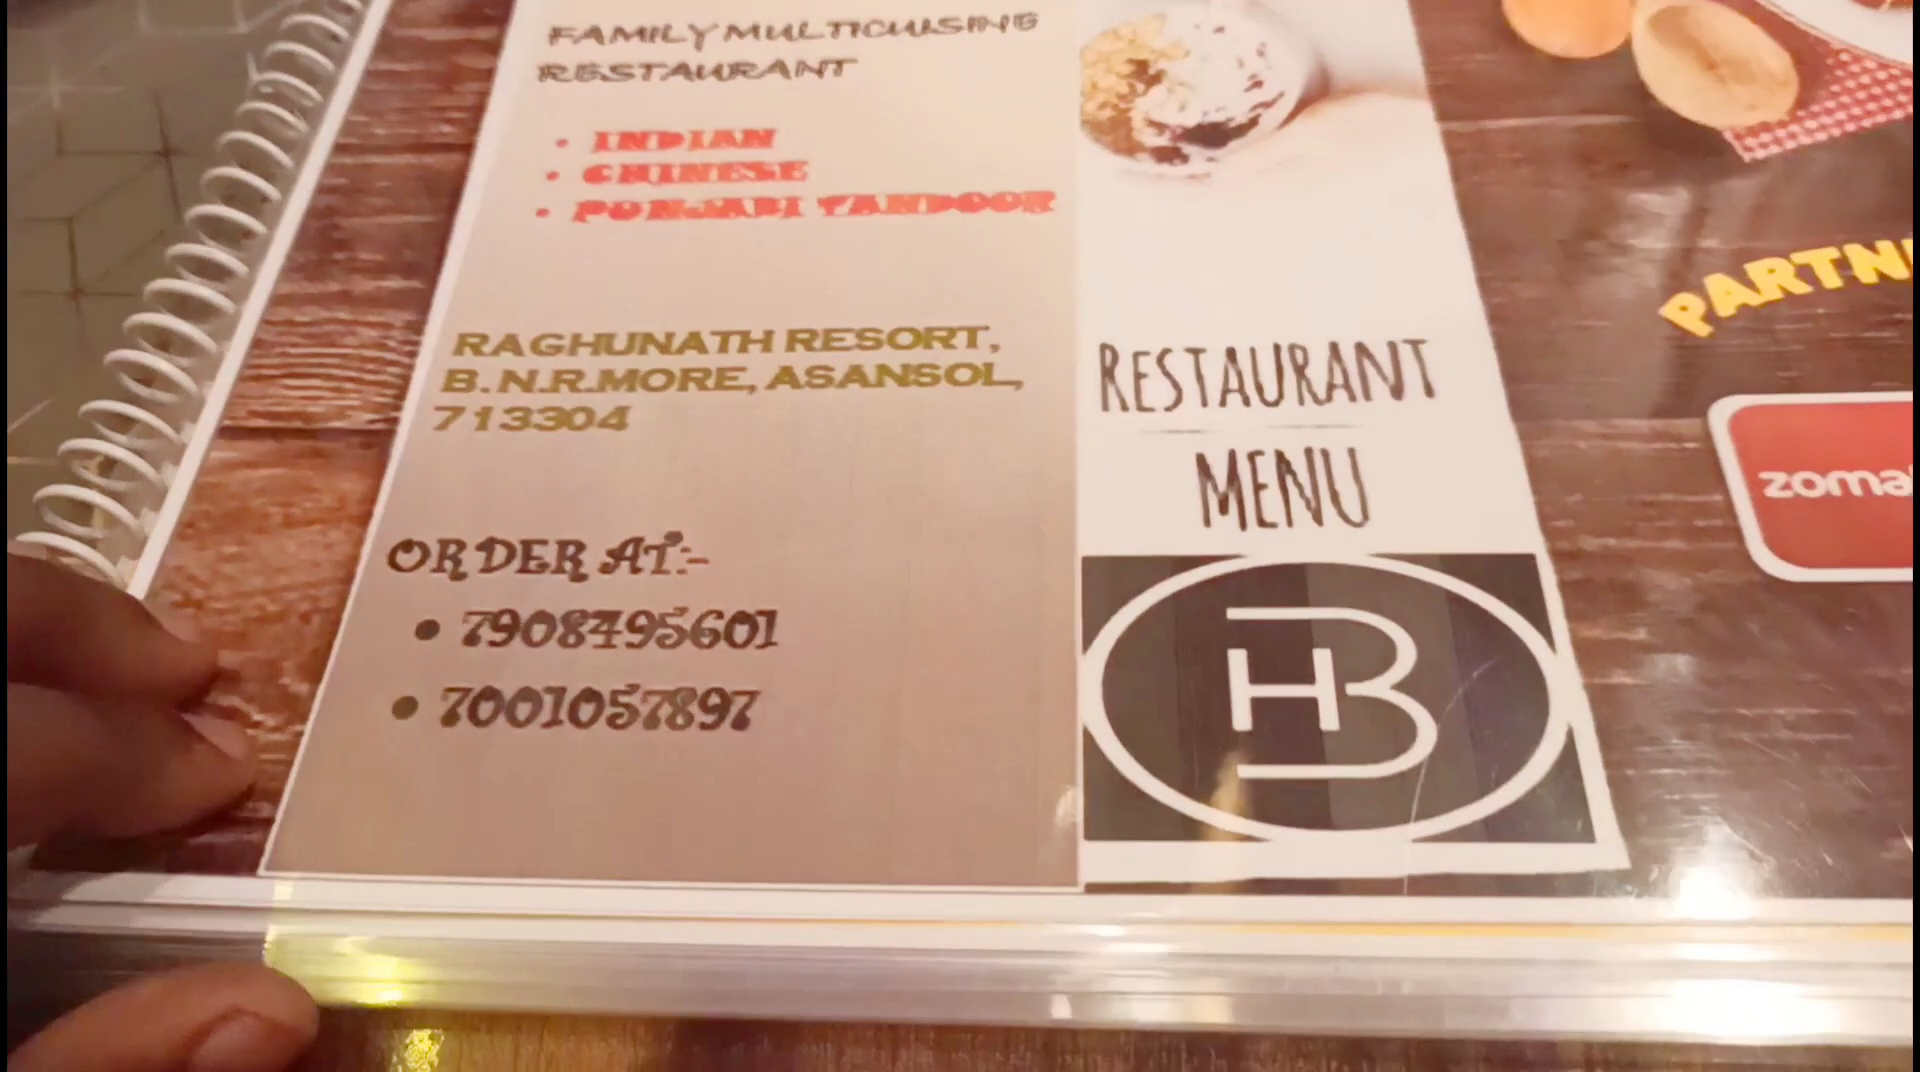 FAMILY MULTICUISINE
RESTAURANT
• INDIAN
• CHINESE
• PUNJABI TANDOOR
RAGHUNATH RESORT,
B.N.R.MORE, ASANSOL,
713304
ORDER AT:-
• 7908495601
• 7001057897
RESTAURANT
MENU
HB
PARTN
zoma